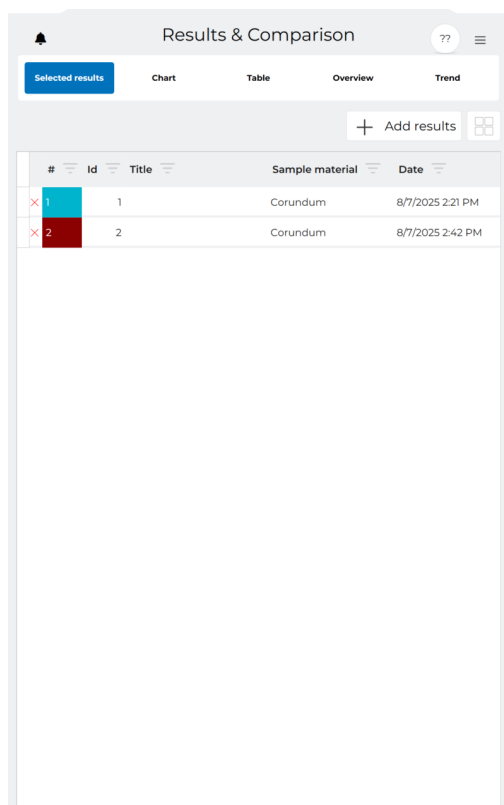 Results & Comparison ??
Selected results Chart Table Overview Trend
+ Add results
# Id Title Sample material Date
1 1 Corundum 8/7/2025 2:21 PM
2 2 Corundum 8/7/2025 2:42 PM